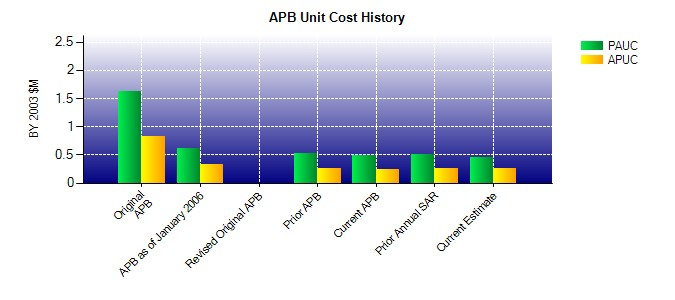 APB Unit Cost History
BY 2003 $M
2.5
2
1.5
1
0.5
0
Original
APB
APB as of January 2006
Revised Original APB
Prior APB
Current APB
Prior Annual SAR
Current Estimate
PAUC
APUC